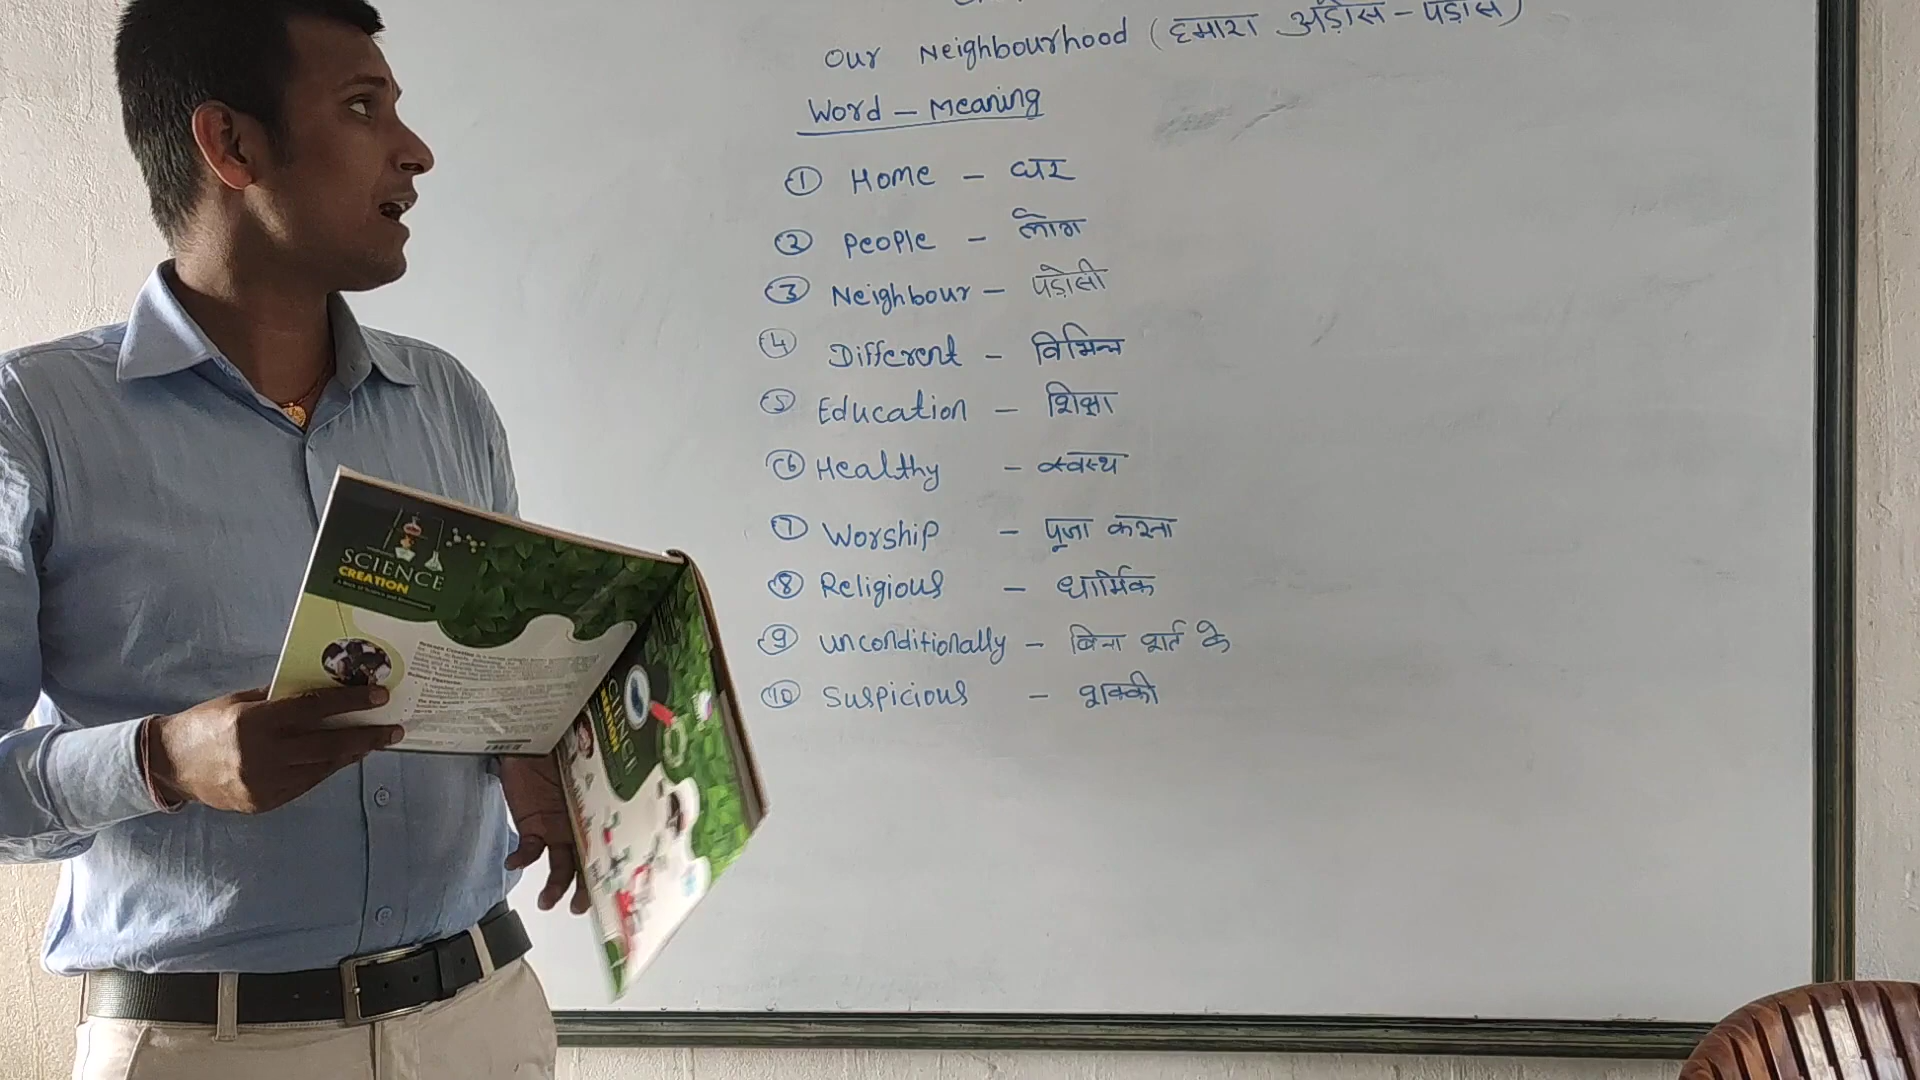 Our Neighbourhood (हमारा अड़ोस-पड़ोस)
Word - Meaning
① Home - घर
② People - लोग
③ Neighbour - पड़ोसी
④ Different - विभिन्न
⑤ Education - शिक्षा
⑥ Healthy - स्वस्थ
⑦ Worship - पूजा करना
⑧ Religious - धार्मिक
⑨ unconditionally - बिना शर्त के
⑩ Suspicious - शक्की
SCIENCE
CREATION